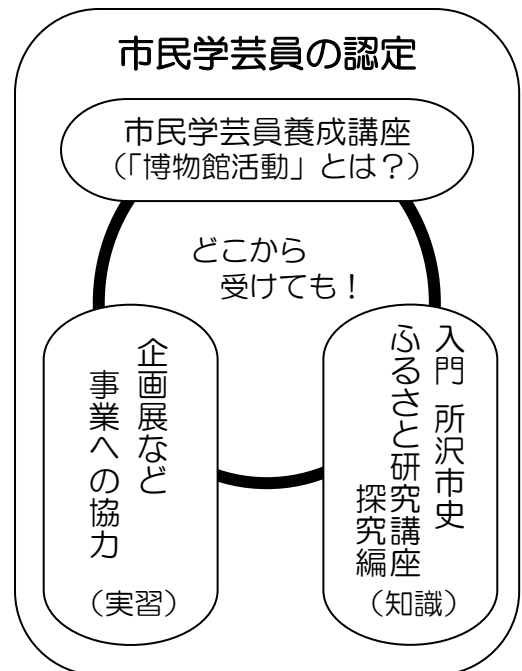 市民学芸員の認定
市民学芸員養成講座
（「博物館活動」とは？）
どこから
受けても！
企画展など
事業への協力
（実習）
入門 所沢市史
ふるさと研究講座
探究編
（知識）